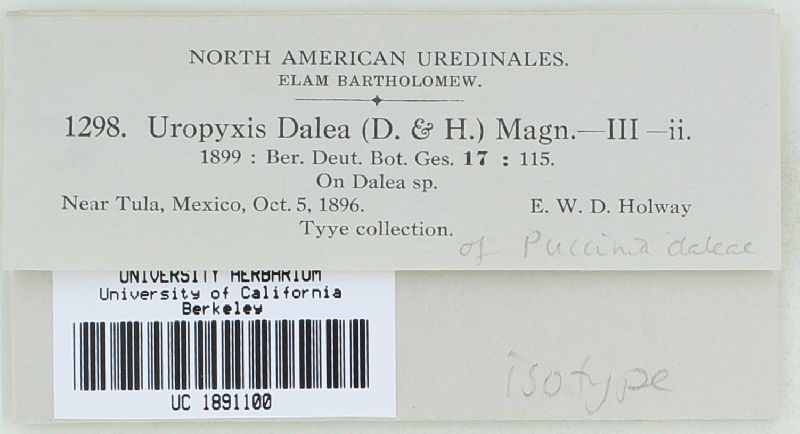 NORTH AMERICAN UREDINALES.
ELAM BARTHOLOMEW.
1298. Uropyxis Dalea (D. & H.) Magn.—III—ii.
1899 : Ber. Deut. Bot. Ges. 17 : 115.
On Dalea sp.
Near Tula, Mexico, Oct. 5, 1896. E. W. D. Holway
Tyye collection.
of Puccinia daleae
UNIVERSITY HERBARIUM
University of California
Berkeley
UC 1891100
isotype